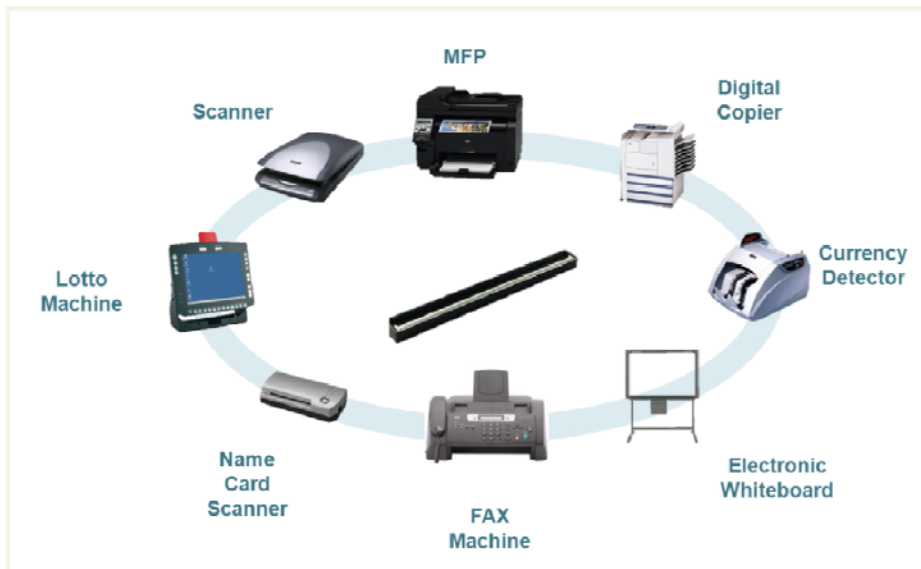 MFP
Digital
Copier
Scanner
Currency
Detector
Lotto
Machine
Electronic
Whiteboard
Name
Card
Scanner
FAX
Machine